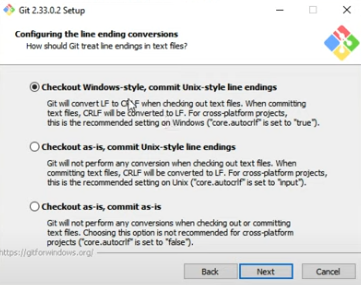 Git 2.33.0.2 Setup
Configuring the line ending conversions
How should Git treat line endings in text files?
Checkout Windows-style, commit Unix-style line endings
Git will convert LF to CRLF when checking out text files. When committing
text files, CRLF will be converted to LF. For cross-platform projects,
this is the recommended setting on Windows ("core.autocrlf" is set to "true").
Checkout as-is, commit Unix-style line endings
Git will not perform any conversion when checking out text files. When
committing text files, CRLF will be converted to LF. For cross-platform projects,
this is the recommended setting on Unix ("core.autocrlf" is set to "input").
Checkout as-is, commit as-is
Git will not perform any conversions when checking out or committing
text files. Choosing this option is not recommended for cross-platform
projects ("core.autocrlf" is set to "false").
https://gitforwindows.org/
Back Next Cancel